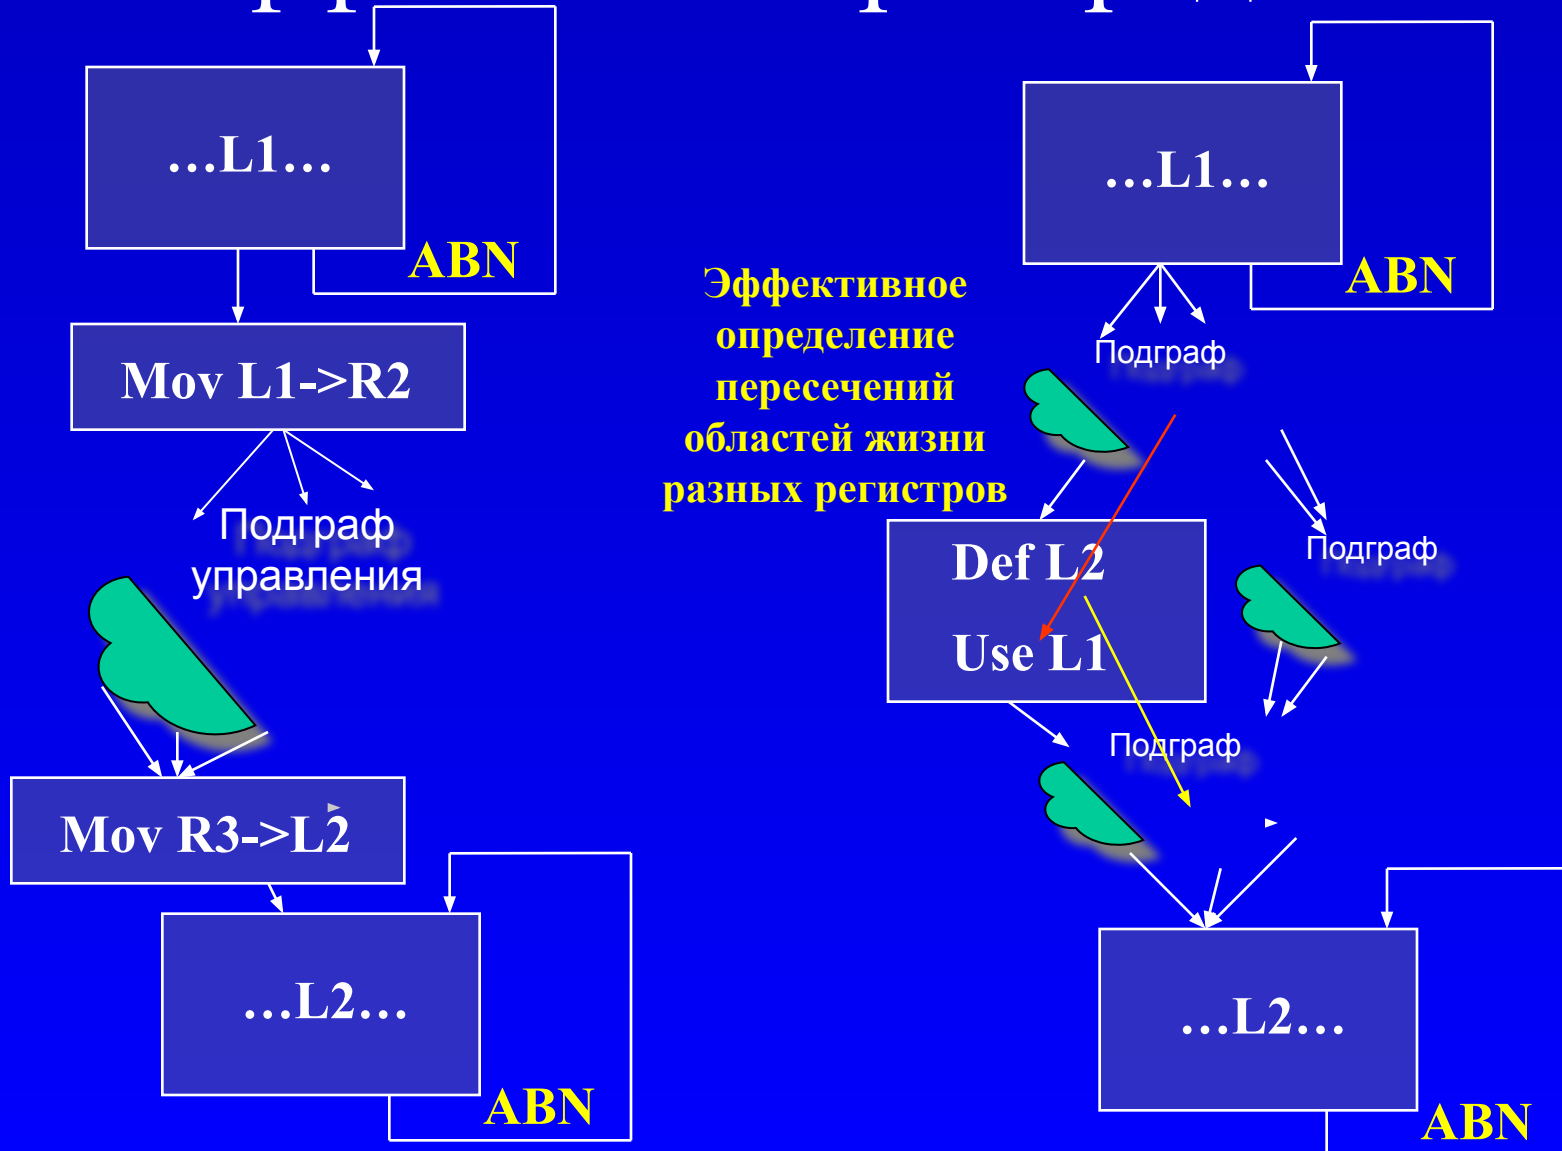 …L1…
ABN
Mov L1->R2
Подграф
управления
Mov R3->L2
…L2…
ABN
Эффективное
определение
пересечений
областей жизни
разных регистров
…L1…
ABN
Подграф
Def L2
Use L1
Подграф
Подграф
…L2…
ABN